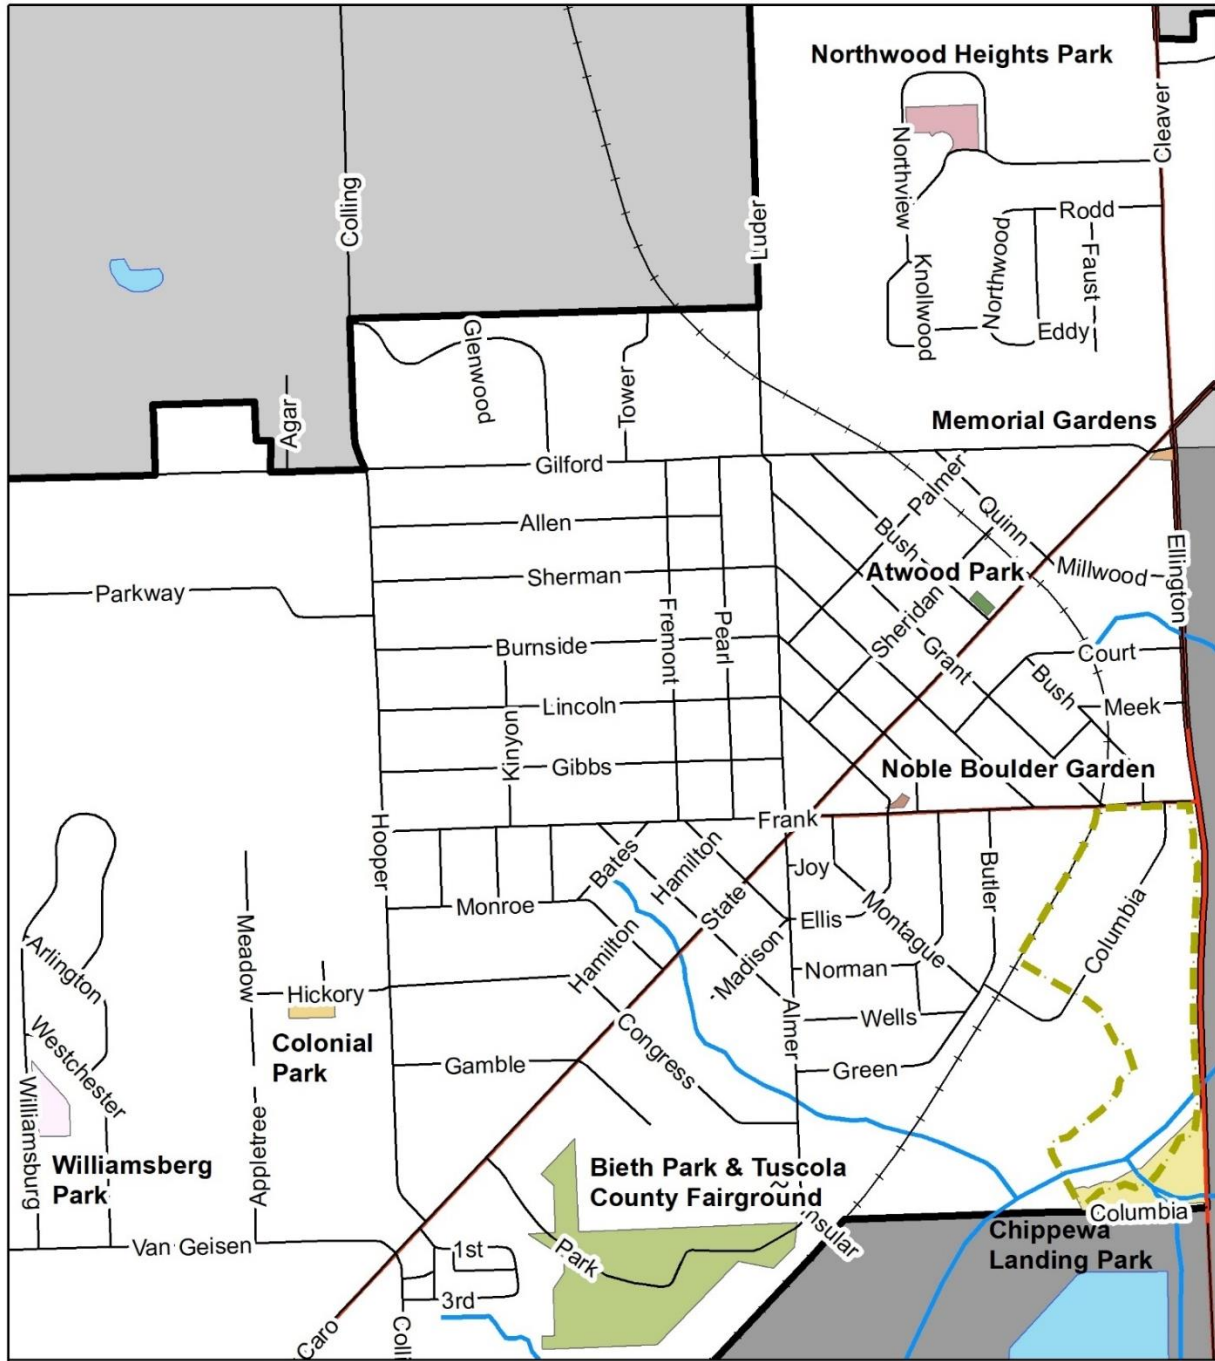 Northwood Heights Park
Cleaver
Colling
Luder
Northview
Rodd
Northwood
Faust
Knollwood
Eddy
Glenwood
Tower
Agar
Memorial Gardens
Gilford
Palmer
Quinn
Allen
Bush
Ellington
Sherman
Atwood Park
Millwood
Parkway
Fremont
Pearl
Sheridan
Burnside
Grant
Court
Bush
Lincoln
Meek
Kinyon
Gibbs
Noble Boulder Garden
Hooper
Frank
Bates
Hamilton
Joy
Butler
Monroe
State
Ellis
Montague
Columbia
Meadow
Arlington
Hamilton
Madison
Norman
Hickory
Almer
Wells
Colonial
Park
Westchester
Congress
Gamble
Green
Williamsburg
Appletree
Williamsberg
Park
Bieth Park & Tuscola
County Fairground
Columbia
Chippewa
Landing Park
nsular
Van Geisen
1st
Park
3rd
Caro
Colli